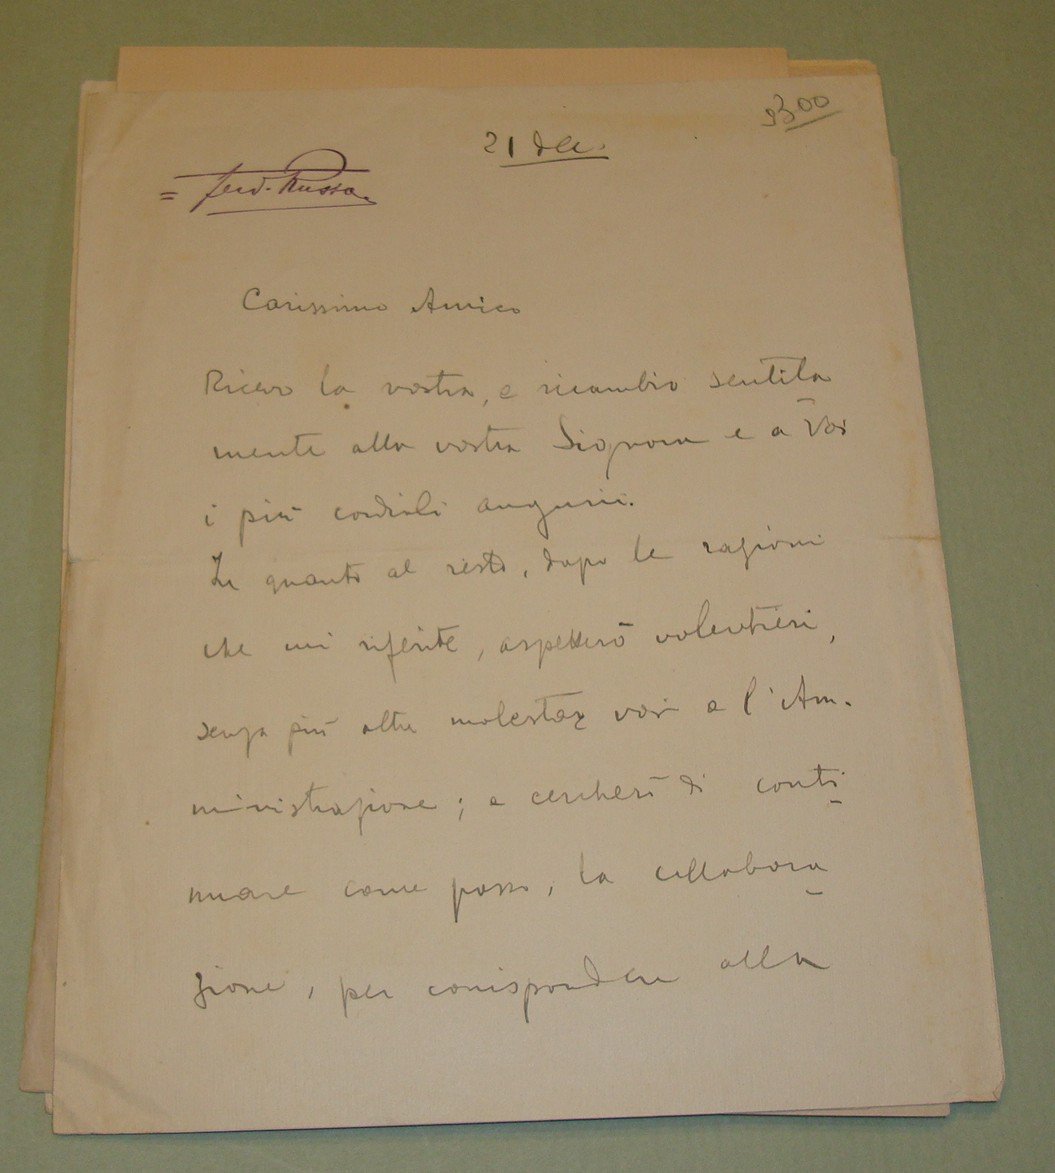 21 dec.
= Ferd. Russo.
Carissimo Amico
Ricevo la vostra, e ricambio sentita
mente alla vostra Signora e a Voi
i più cordiali augurii.
In quanto al resto, dopo le ragioni
che mi riferite, aspetterò volentieri,
senza più oltre molestar voi e l'Am-
ministrazione; e cercherò di conti
nuare come posso, la collabora
zione, per corrispondere alla